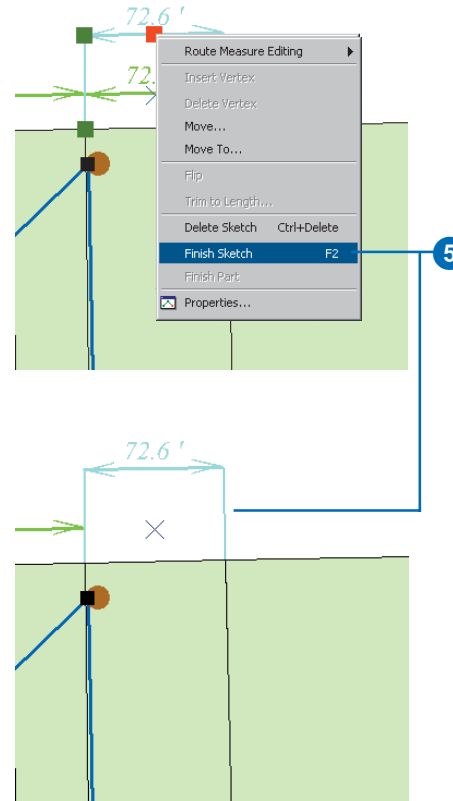 72.6 '
72.
Route Measure Editing
Insert Vertex
Delete Vertex
Move...
Move To...
Flip
Trim to Length...
Delete Sketch Ctrl+Delete
Finish Sketch F2
Finish Part
Properties...
5
72.6 '